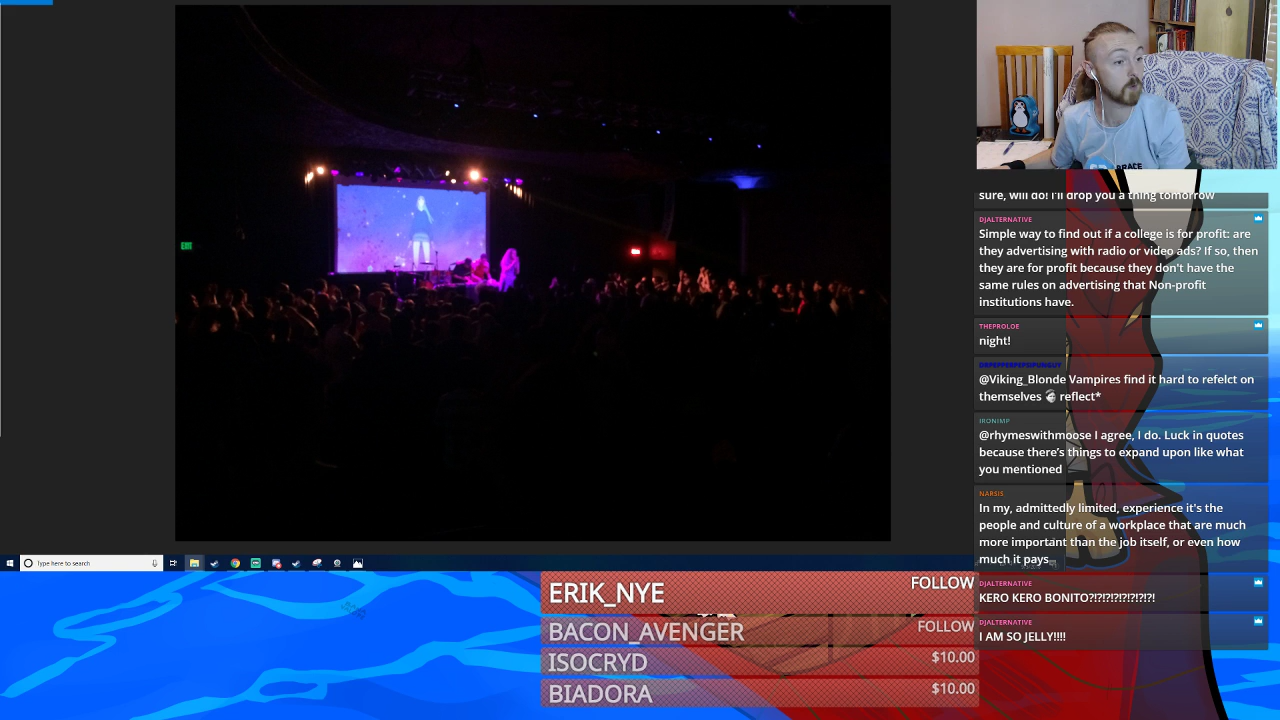 EXIT
Type here to search
sure, will do! I'll drop you a thing tomorrow
DJALTERNATIVE
Simple way to find out if a college is for profit: are
they advertising with radio or video ads? If so, then
they are for profit because they don't have the
same rules on advertising that Non-profit
institutions have.
THEPROLOE
night!
@Viking_Blonde Vampires find it hard to refelct on
themselves reflect*
IRONIMP
@rhymeswithmoose I agree, I do. Luck in quotes
because there's things to expand upon like what
you mentioned
NARSIS
In my, admittedly limited, experience it's the
people and culture of a workplace that are much
more important than the job itself, or even how
much it pays
DJALTERNATIVE
KERO KERO BONITO?!?!?!?!?!?!?!
DJALTERNATIVE
I AM SO JELLY!!!!
ERIK_NYE FOLLOW
BACON_AVENGER FOLLOW
ISOCRYD $10.00
BIADORA $10.00